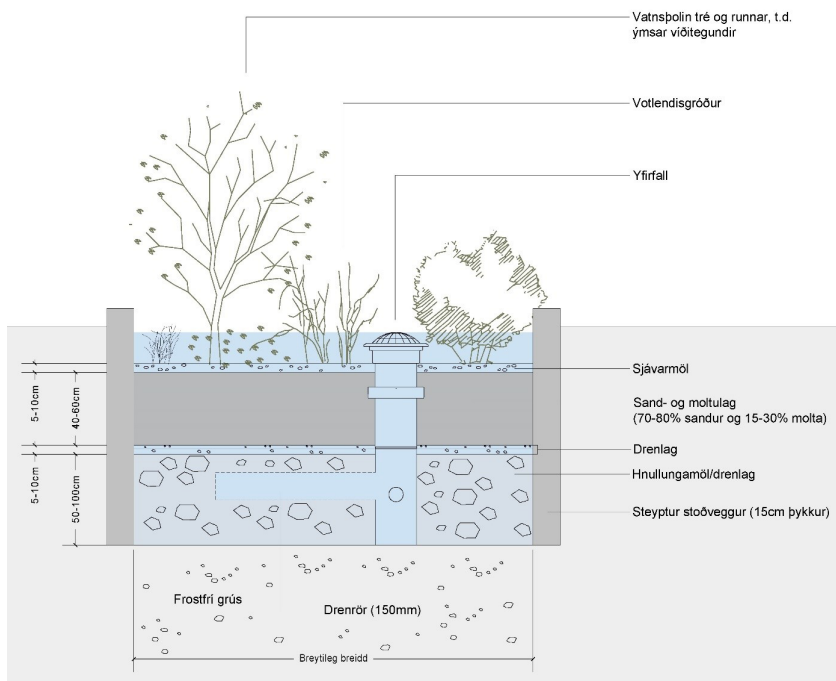 Vatnsþolin tré og runnar, t.d.
ýmsar víðitegundir
Votlendisgróður
Yfirfall
Sjávarmöl
Sand- og moltulag
(70-80% sandur og 15-30% molta)
Drenlag
Hnullungamöl/drenlag
Steyptur stoðveggur (15cm þykkur)
5-10cm
40-60cm
5-10cm
50-100cm
Frostfrí grús
Drenrör (150mm)
Breytileg breidd